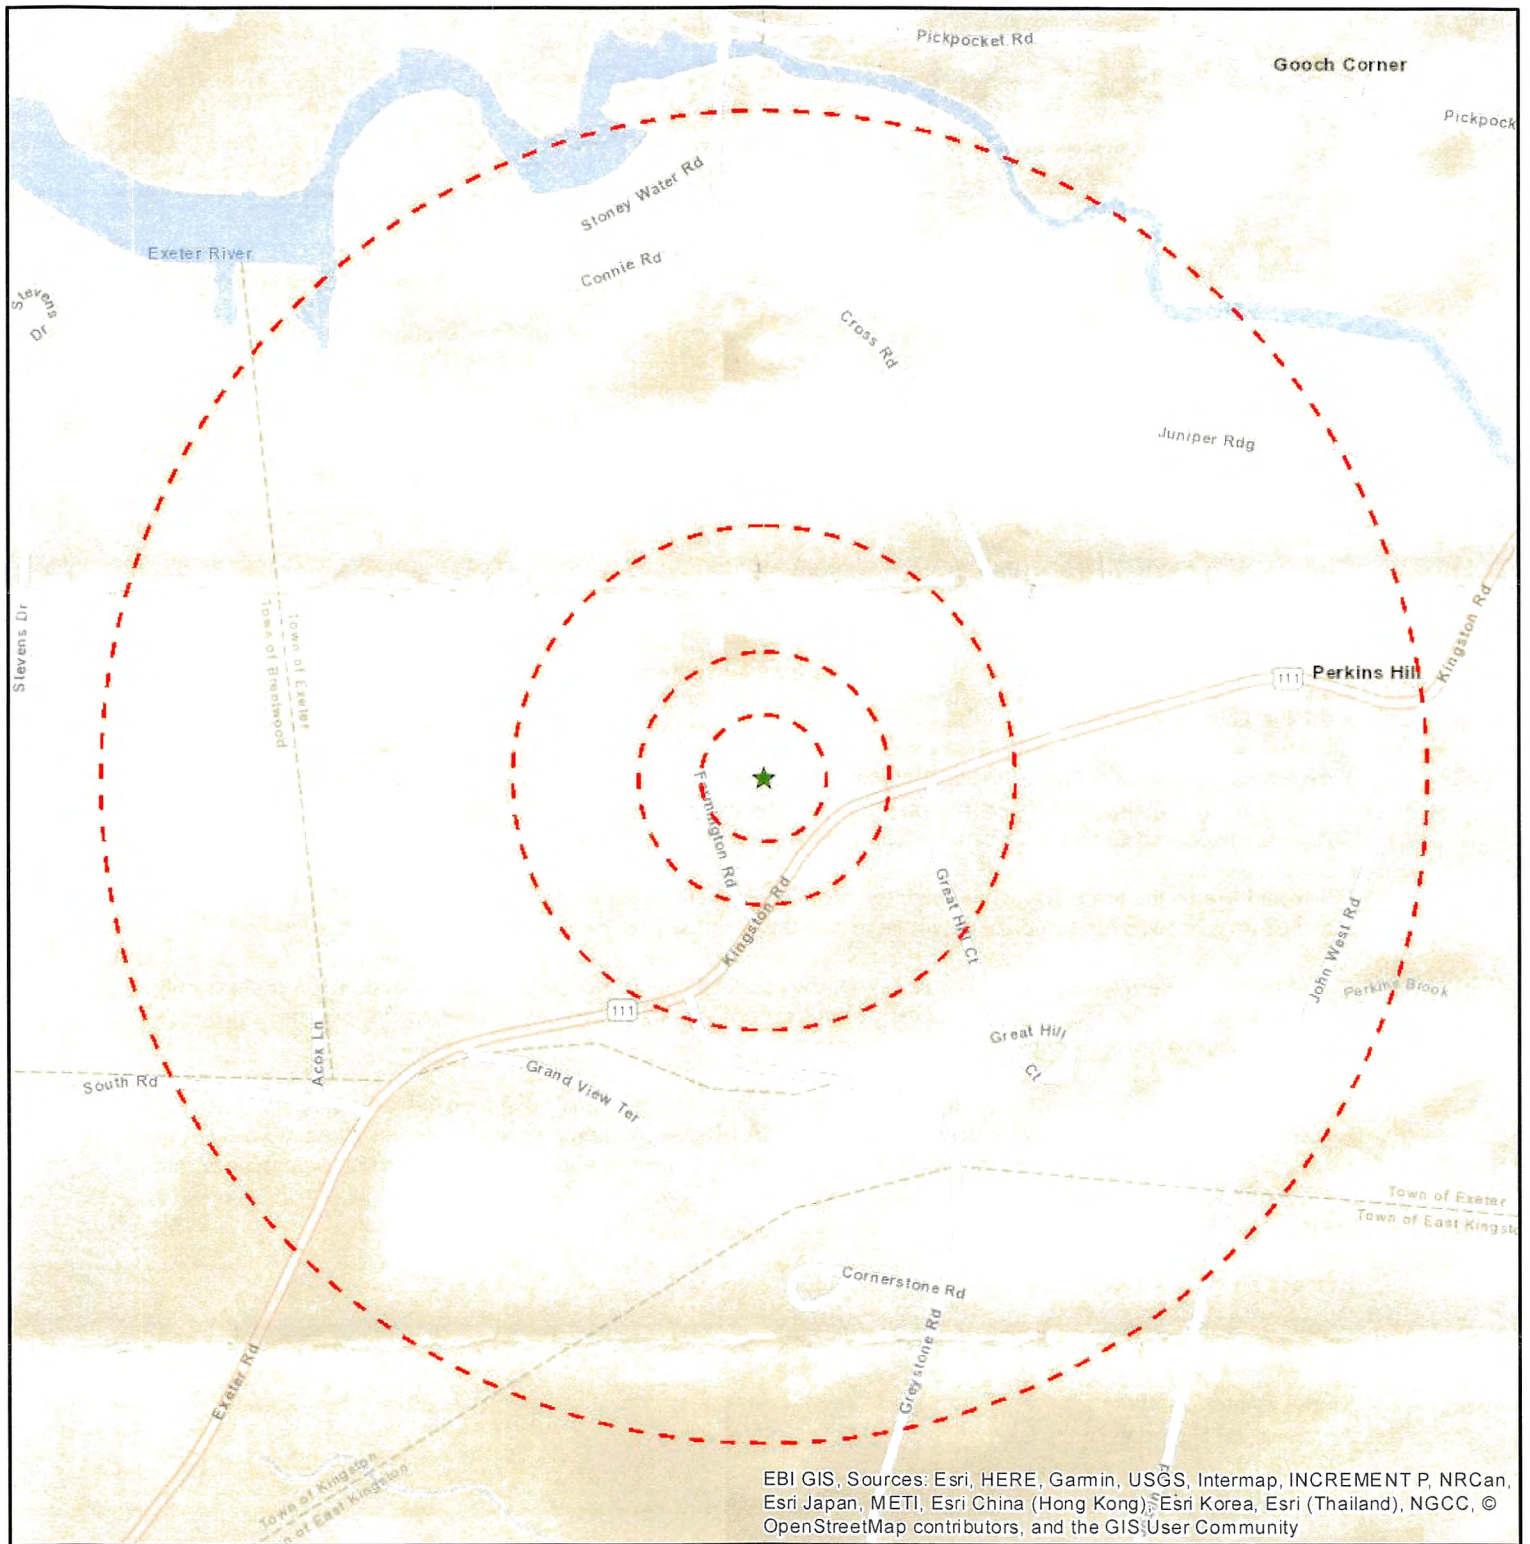 Pickpocket Rd
Gooch Corner
Pickpock
Stoney Water Rd
Exeter River
Connie Rd
Stevens
Dr
Cross Rd
Juniper Rdg
Stevens Dr
Town of Exeter
Town of Brentwood
Kingston Rd
111
Perkins Hill
Farmington Rd
Kingston Rd
Great Hill Ct
John West Rd
Perkins Brook
111
Great Hill
Ct
Acox Ln
South Rd
Grand View Ter
Town of Exeter
Town of East Kingsto
Cornerstone Rd
Greystone Rd
Exeter Rd
Town of Kingston
n of East Kingston
EBI GIS, Sources: Esri, HERE, Garmin, USGS, Intermap, INCREMENT P, NRCan,
Esri Japan, METI, Esri China (Hong Kong), Esri Korea, Esri (Thailand), NGCC, ©
OpenStreetMap contributors, and the GIS User Community